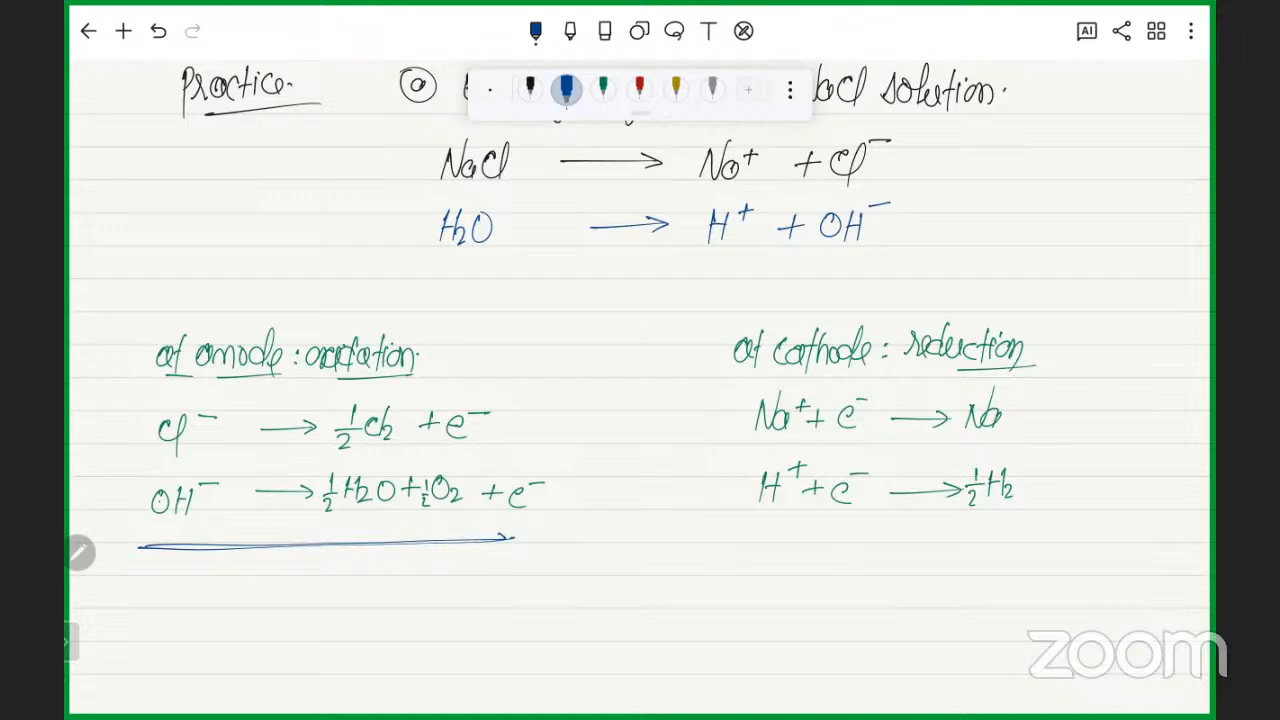 AI
Practice. ⓐ NaCl solution.
NaCl ⟶ Na⁺ + Cl⁻
H₂O ⟶ H⁺ + OH⁻
at anode : oxidation. at cathode : reduction
Cl⁻ ⟶ ½Cl₂ + e⁻ Na⁺ + e⁻ ⟶ Na
OH⁻ ⟶ ½H₂O + ½O₂ + e⁻ H⁺ + e⁻ ⟶ ½H₂
zoom